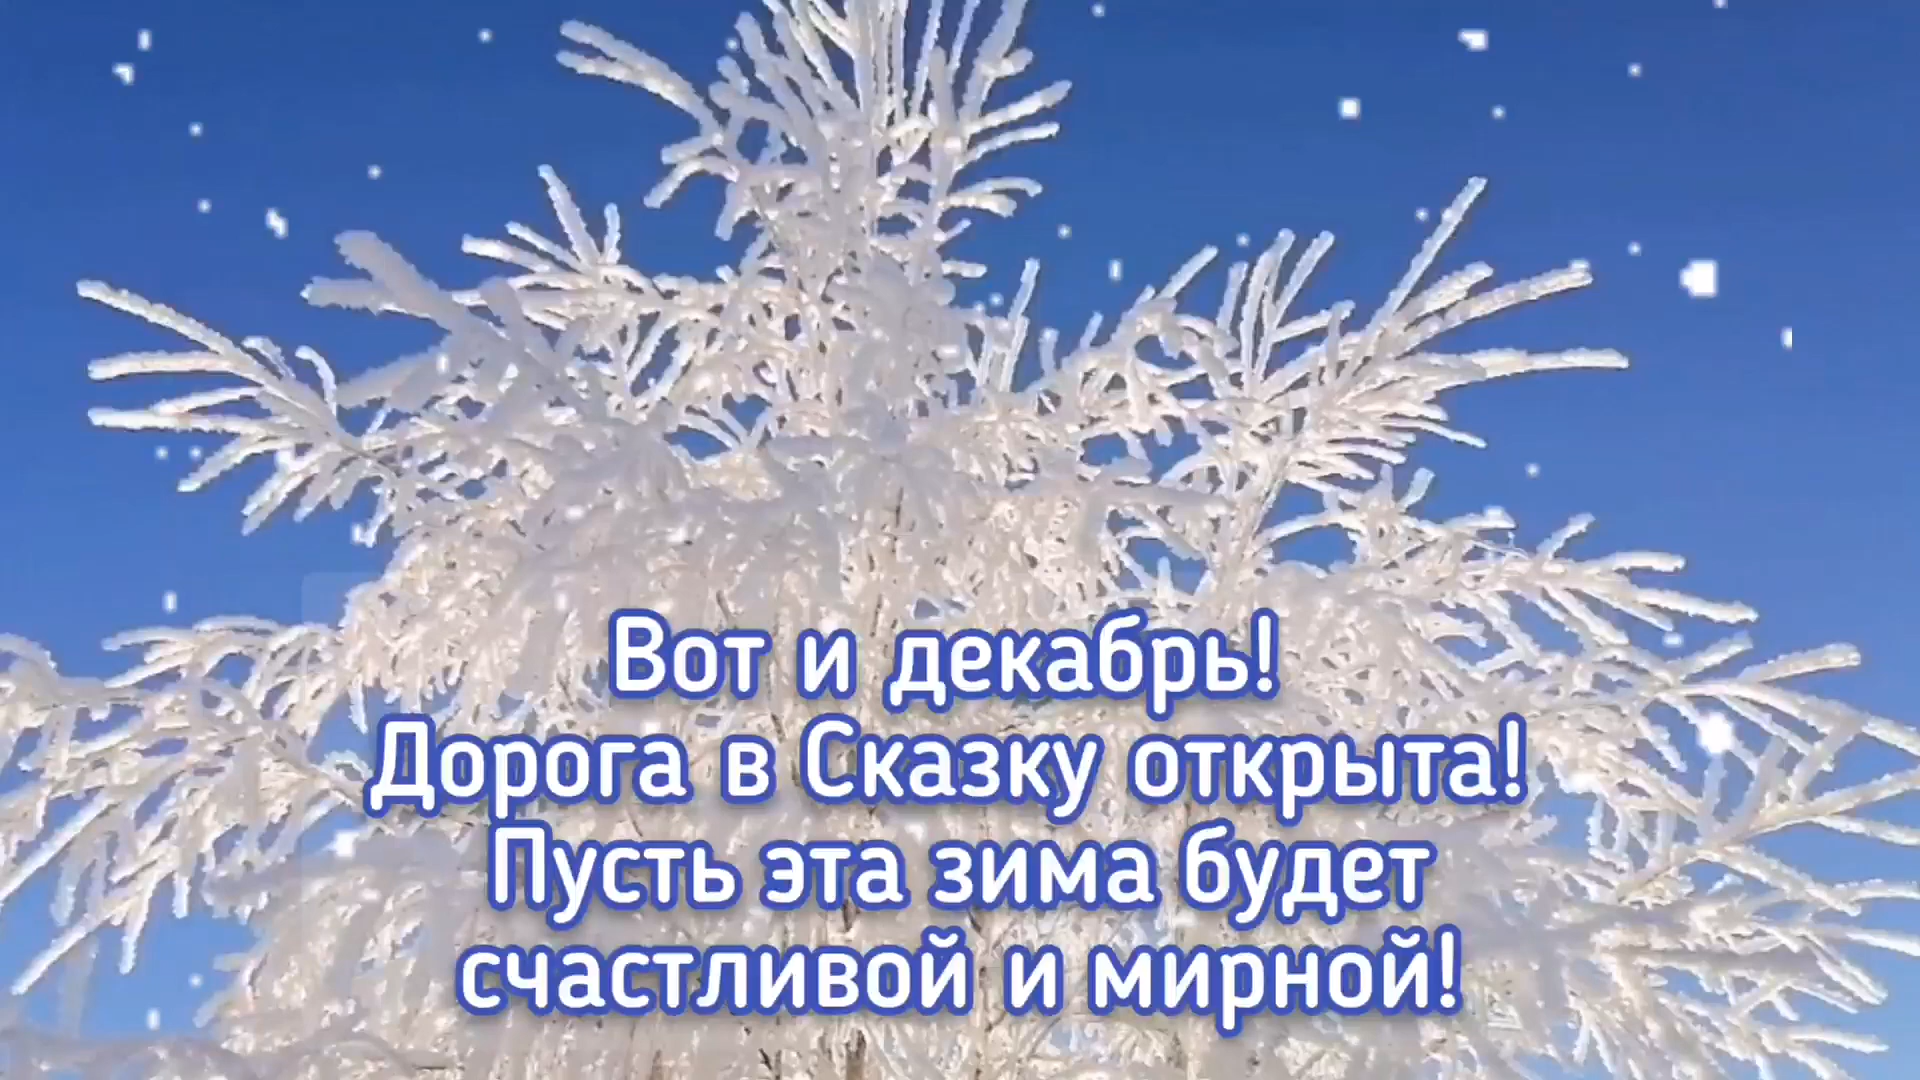 Вот и декабрь!
Дорога в Сказку открыта!
Пусть эта зима будет
счастливой и мирной!